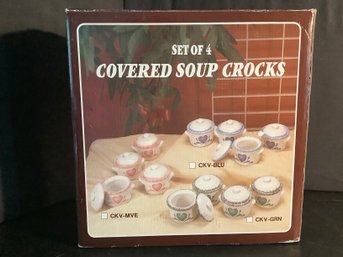 SET OF 4
COVERED SOUP CROCKS
CKV-BLU
CKV-MVE
CKV-GRN